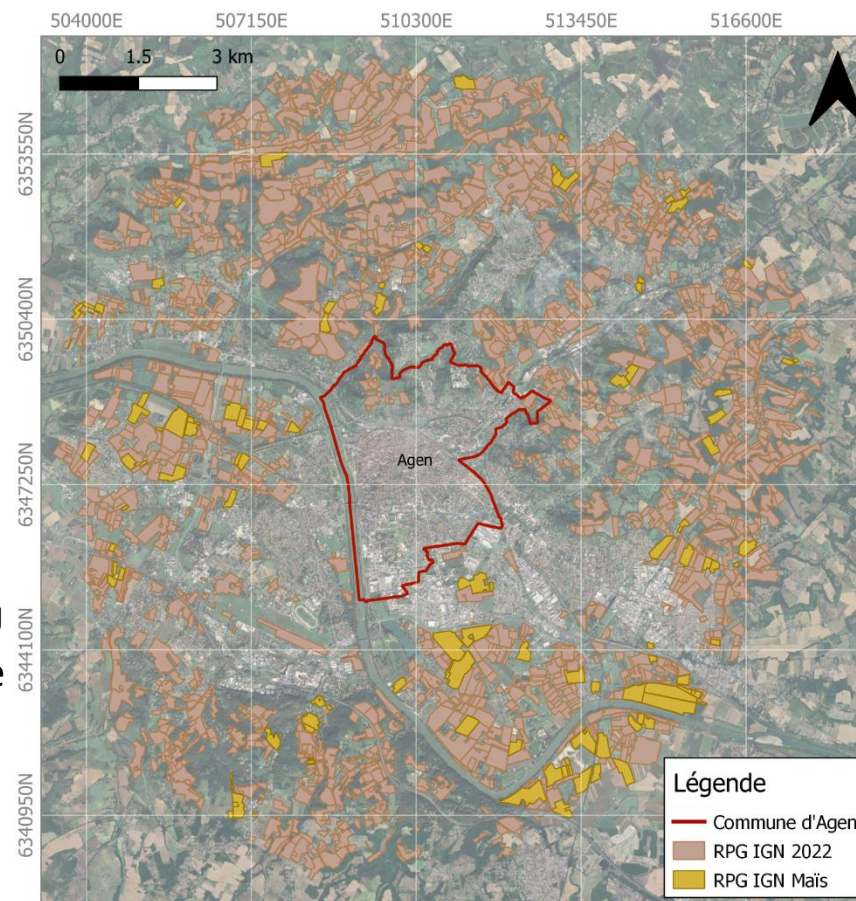 504000E 507150E 510300E 513450E 516600E
0 1.5 3 km
6353550N
6350400N
6347250N
6344100N
6340950N
Agen
Légende
Commune d'Agen
RPG IGN 2022
RPG IGN Maïs